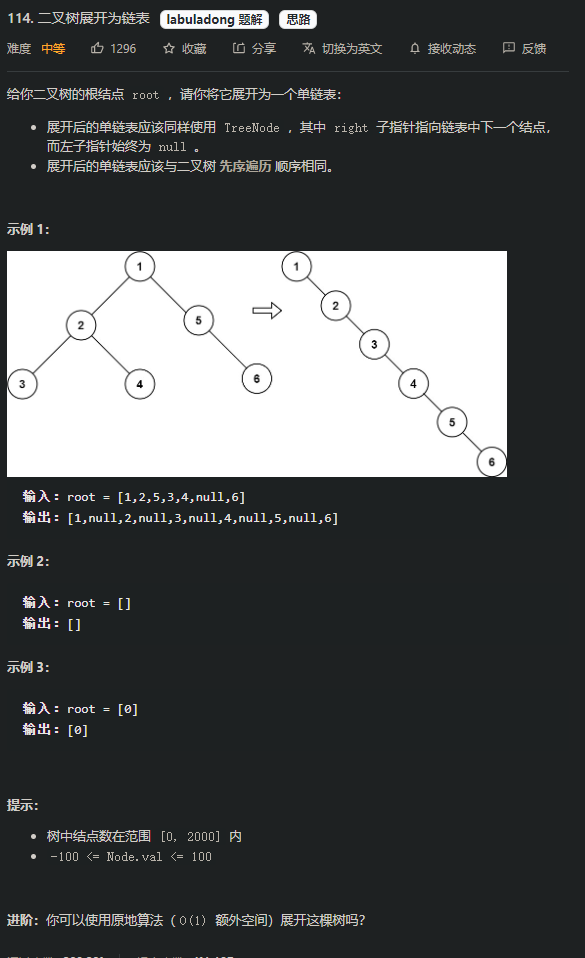 114. 二叉树展开为链表 labuladong 题解 思路
难度 中等 1296 收藏 分享 切换为英文 接收动态 反馈
给你二叉树的根结点 root ，请你将它展开为一个单链表：
• 展开后的单链表应该同样使用 TreeNode ，其中 right 子指针指向链表中下一个结点，
而左子指针始终为 null 。
• 展开后的单链表应该与二叉树 先序遍历 顺序相同。
示例 1：
1 1
2 5 2
3 4 6 3
4
5
6
输入：root = [1,2,5,3,4,null,6]
输出：[1,null,2,null,3,null,4,null,5,null,6]
示例 2：
输入：root = []
输出：[]
示例 3：
输入：root = [0]
输出：[0]
提示：
• 树中结点数在范围 [0, 2000] 内
• -100 <= Node.val <= 100
进阶：你可以使用原地算法（O(1) 额外空间）展开这棵树吗？